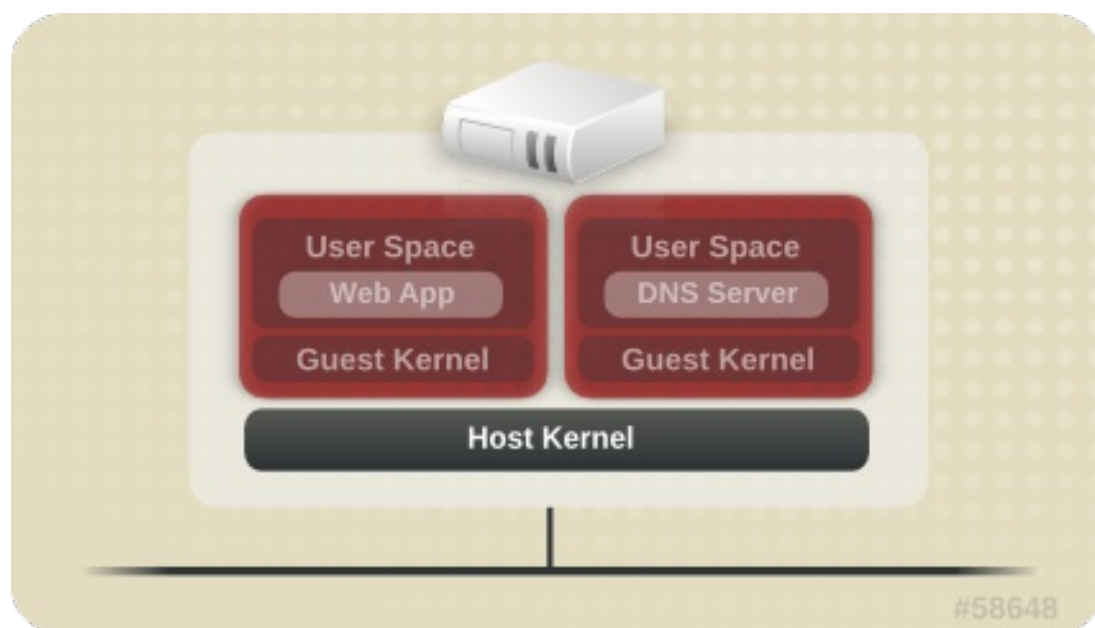 User Space
Web App
Guest Kernel
User Space
DNS Server
Guest Kernel
Host Kernel
#58648